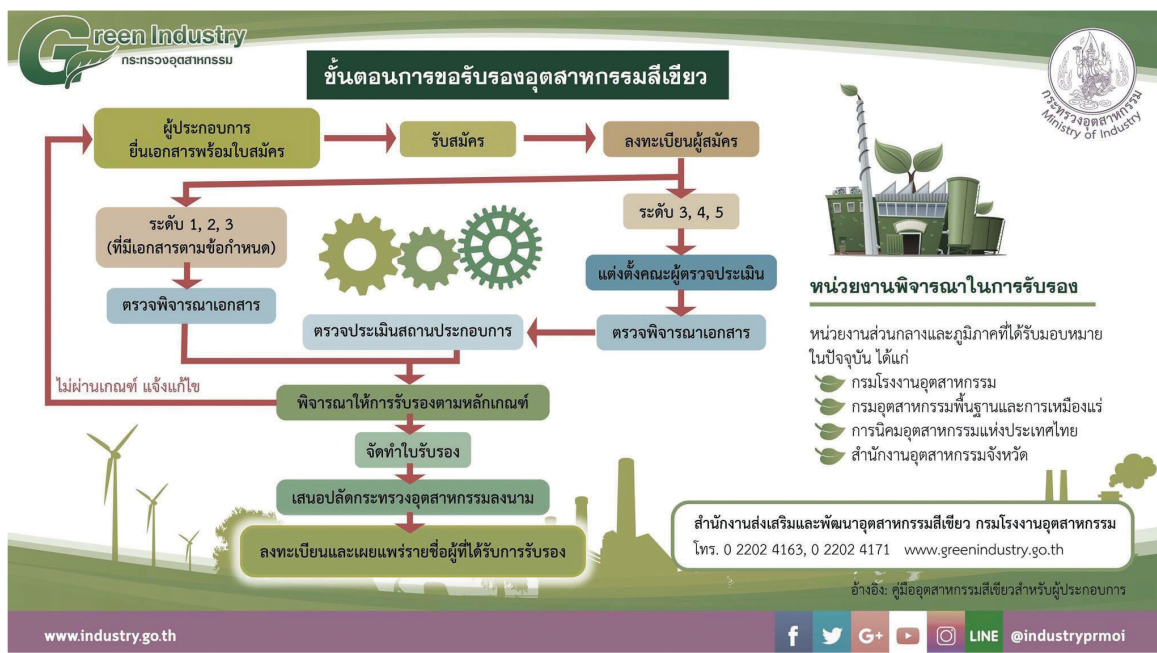 Green Industry
กระทรวงอุตสาหกรรม
ขั้นตอนการขอรับรองอุตสาหกรรมสีเขียว
กระทรวงอุตสาหกรรม
Ministry of Industry
ผู้ประกอบการ
ยื่นเอกสารพร้อมใบสมัคร
รับสมัคร
ลงทะเบียนผู้สมัคร
ระดับ 1, 2, 3
(ที่มีเอกสารตามข้อกำหนด)
ระดับ 3, 4, 5
แต่งตั้งคณะผู้ตรวจประเมิน
ตรวจพิจารณาเอกสาร
ตรวจประเมินสถานประกอบการ
ตรวจพิจารณาเอกสาร
ไม่ผ่านเกณฑ์ แจ้งแก้ไข
พิจารณาให้การรับรองตามหลักเกณฑ์
จัดทำใบรับรอง
เสนอปลัดกระทรวงอุตสาหกรรมลงนาม
ลงทะเบียนและเผยแพร่รายชื่อผู้ที่ได้รับการรับรอง
หน่วยงานพิจารณาในการรับรอง
หน่วยงานส่วนกลางและภูมิภาคที่ได้รับมอบหมาย
ในปัจจุบัน ได้แก่
กรมโรงงานอุตสาหกรรม
กรมอุตสาหกรรมพื้นฐานและการเหมืองแร่
การนิคมอุตสาหกรรมแห่งประเทศไทย
สำนักงานอุตสาหกรรมจังหวัด
สำนักงานส่งเสริมและพัฒนาอุตสาหกรรมสีเขียว กรมโรงงานอุตสาหกรรม
โทร. 0 2202 4163, 0 2202 4171 www.greenindustry.go.th
อ้างอิง: คู่มืออุตสาหกรรมสีเขียวสำหรับผู้ประกอบการ
www.industry.go.th
f G+ LINE @industryprmoi